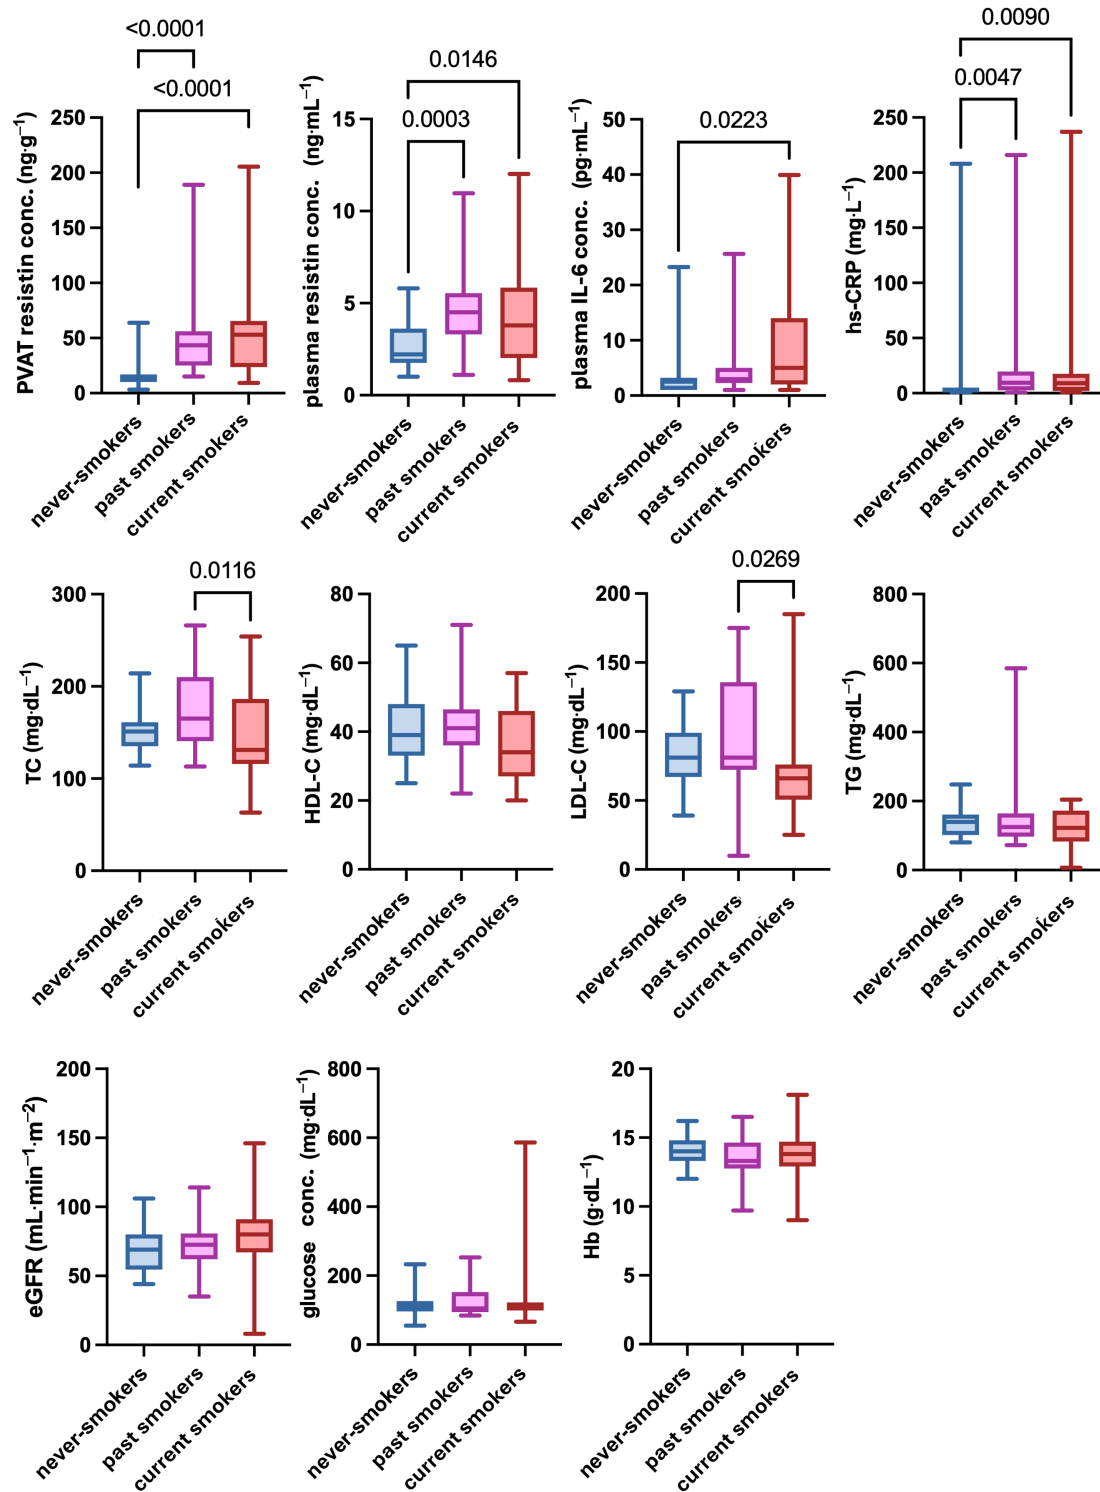 <0.0001
<0.0001
PVAT resistin conc. (ng·g⁻¹)
250
200
150
100
50
0
never-smokers
past smokers
current smokers
0.0146
0.0003
plasma resistin conc. (ng·mL⁻¹)
15
10
5
0
never-smokers
past smokers
current smokers
0.0223
plasma IL-6 conc. (pg·mL⁻¹)
50
40
30
20
10
0
never-smokers
past smokers
current smokers
0.0090
0.0047
hs-CRP (mg·L⁻¹)
250
200
150
100
50
0
never-smokers
past smokers
current smokers
0.0116
TC (mg·dL⁻¹)
300
200
100
0
never-smokers
past smokers
current smokers
HDL-C (mg·dL⁻¹)
80
60
40
20
0
never-smokers
past smokers
current smokers
0.0269
LDL-C (mg·dL⁻¹)
200
150
100
50
0
never-smokers
past smokers
current smokers
TG (mg·dL⁻¹)
800
600
400
200
0
never-smokers
past smokers
current smokers
eGFR (mL·min⁻¹·m⁻²)
200
150
100
50
0
never-smokers
past smokers
current smokers
glucose conc. (mg·dL⁻¹)
800
600
400
200
0
never-smokers
past smokers
current smokers
Hb (g·dL⁻¹)
20
15
10
5
0
never-smokers
past smokers
current smokers